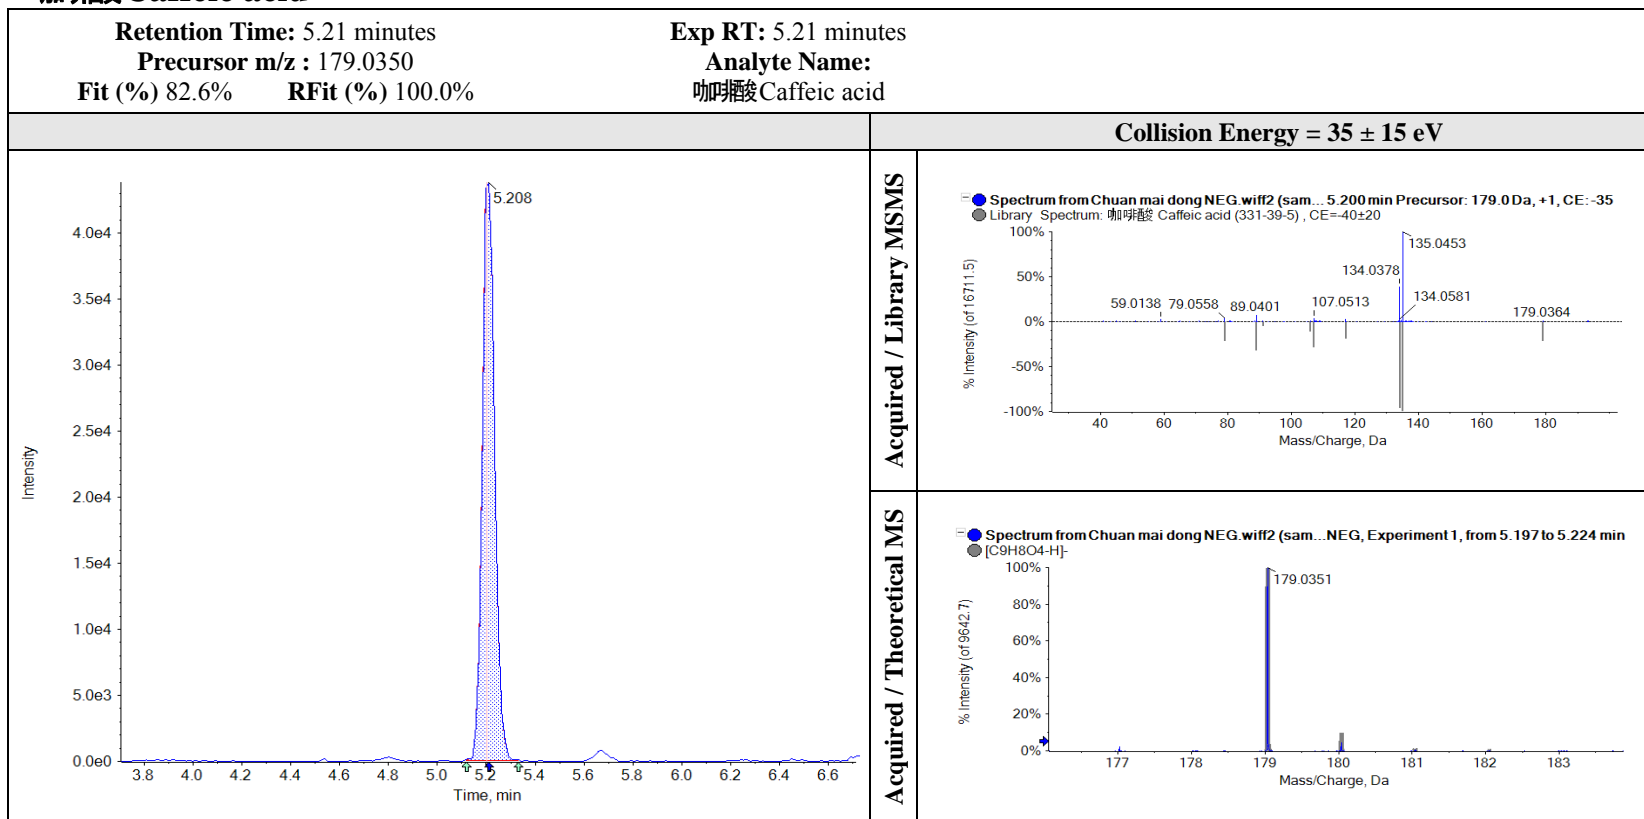 咖啡酸 Caffeic acid
Retention Time: 5.21 minutes
Exp RT: 5.21 minutes
Precursor m/z : 179.0350
Analyte Name:
Fit (%) 82.6% RFit (%) 100.0%
咖啡酸Caffeic acid
Collision Energy = 35 ± 15 eV
5.208
4.0e4
3.5e4
3.0e4
2.5e4
2.0e4
1.5e4
1.0e4
5.0e3
0.0e0
Intensity
3.8 4.0 4.2 4.4 4.6 4.8 5.0 5.2 5.4 5.6 5.8 6.0 6.2 6.4 6.6
Time, min
Acquired / Library MSMS
Spectrum from Chuan mai dong NEG.wiff2 (sam... 5.200 min Precursor: 179.0 Da, +1, CE: -35
Library Spectrum: 咖啡酸 Caffeic acid (331-39-5) , CE=-40±20
100%
50%
0%
-50%
-100%
% Intensity (of 16711.5)
135.0453
134.0378
134.0581
59.0138
79.0558
89.0401
107.0513
179.0364
40 60 80 100 120 140 160 180
Mass/Charge, Da
Acquired / Theoretical MS
Spectrum from Chuan mai dong NEG.wiff2 (sam...NEG, Experiment 1, from 5.197 to 5.224 min
[C9H8O4-H]-
100%
80%
60%
40%
20%
0%
% Intensity (of 9642.7)
179.0351
177 178 179 180 181 182 183
Mass/Charge, Da